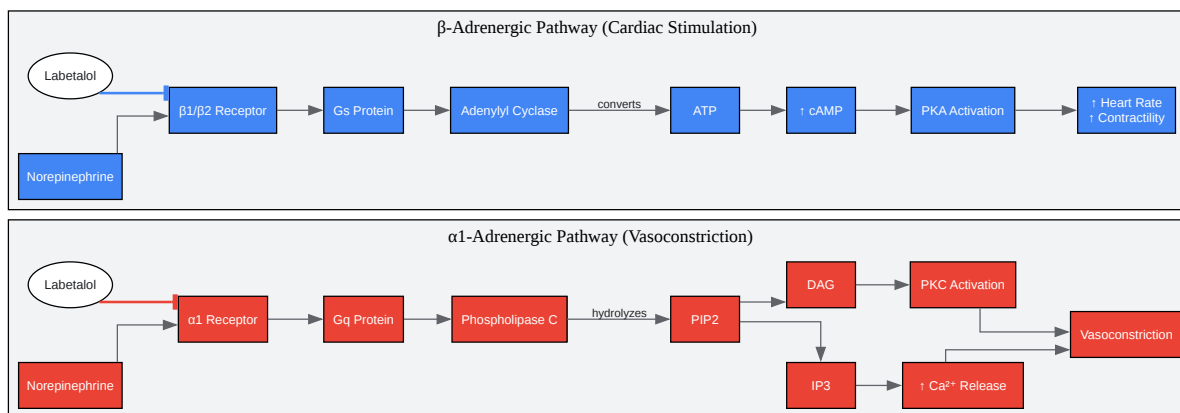 β-Adrenergic Pathway (Cardiac Stimulation)
Labetalol
β1/β2 Receptor
Gs Protein
Adenylyl Cyclase
converts
ATP
↑ cAMP
PKA Activation
↑ Heart Rate
↑ Contractility
Norepinephrine
α1-Adrenergic Pathway (Vasoconstriction)
Labetalol
α1 Receptor
Gq Protein
Phospholipase C
hydrolyzes
PIP2
DAG
PKC Activation
Vasoconstriction
Norepinephrine
IP3
↑ Ca²⁺ Release